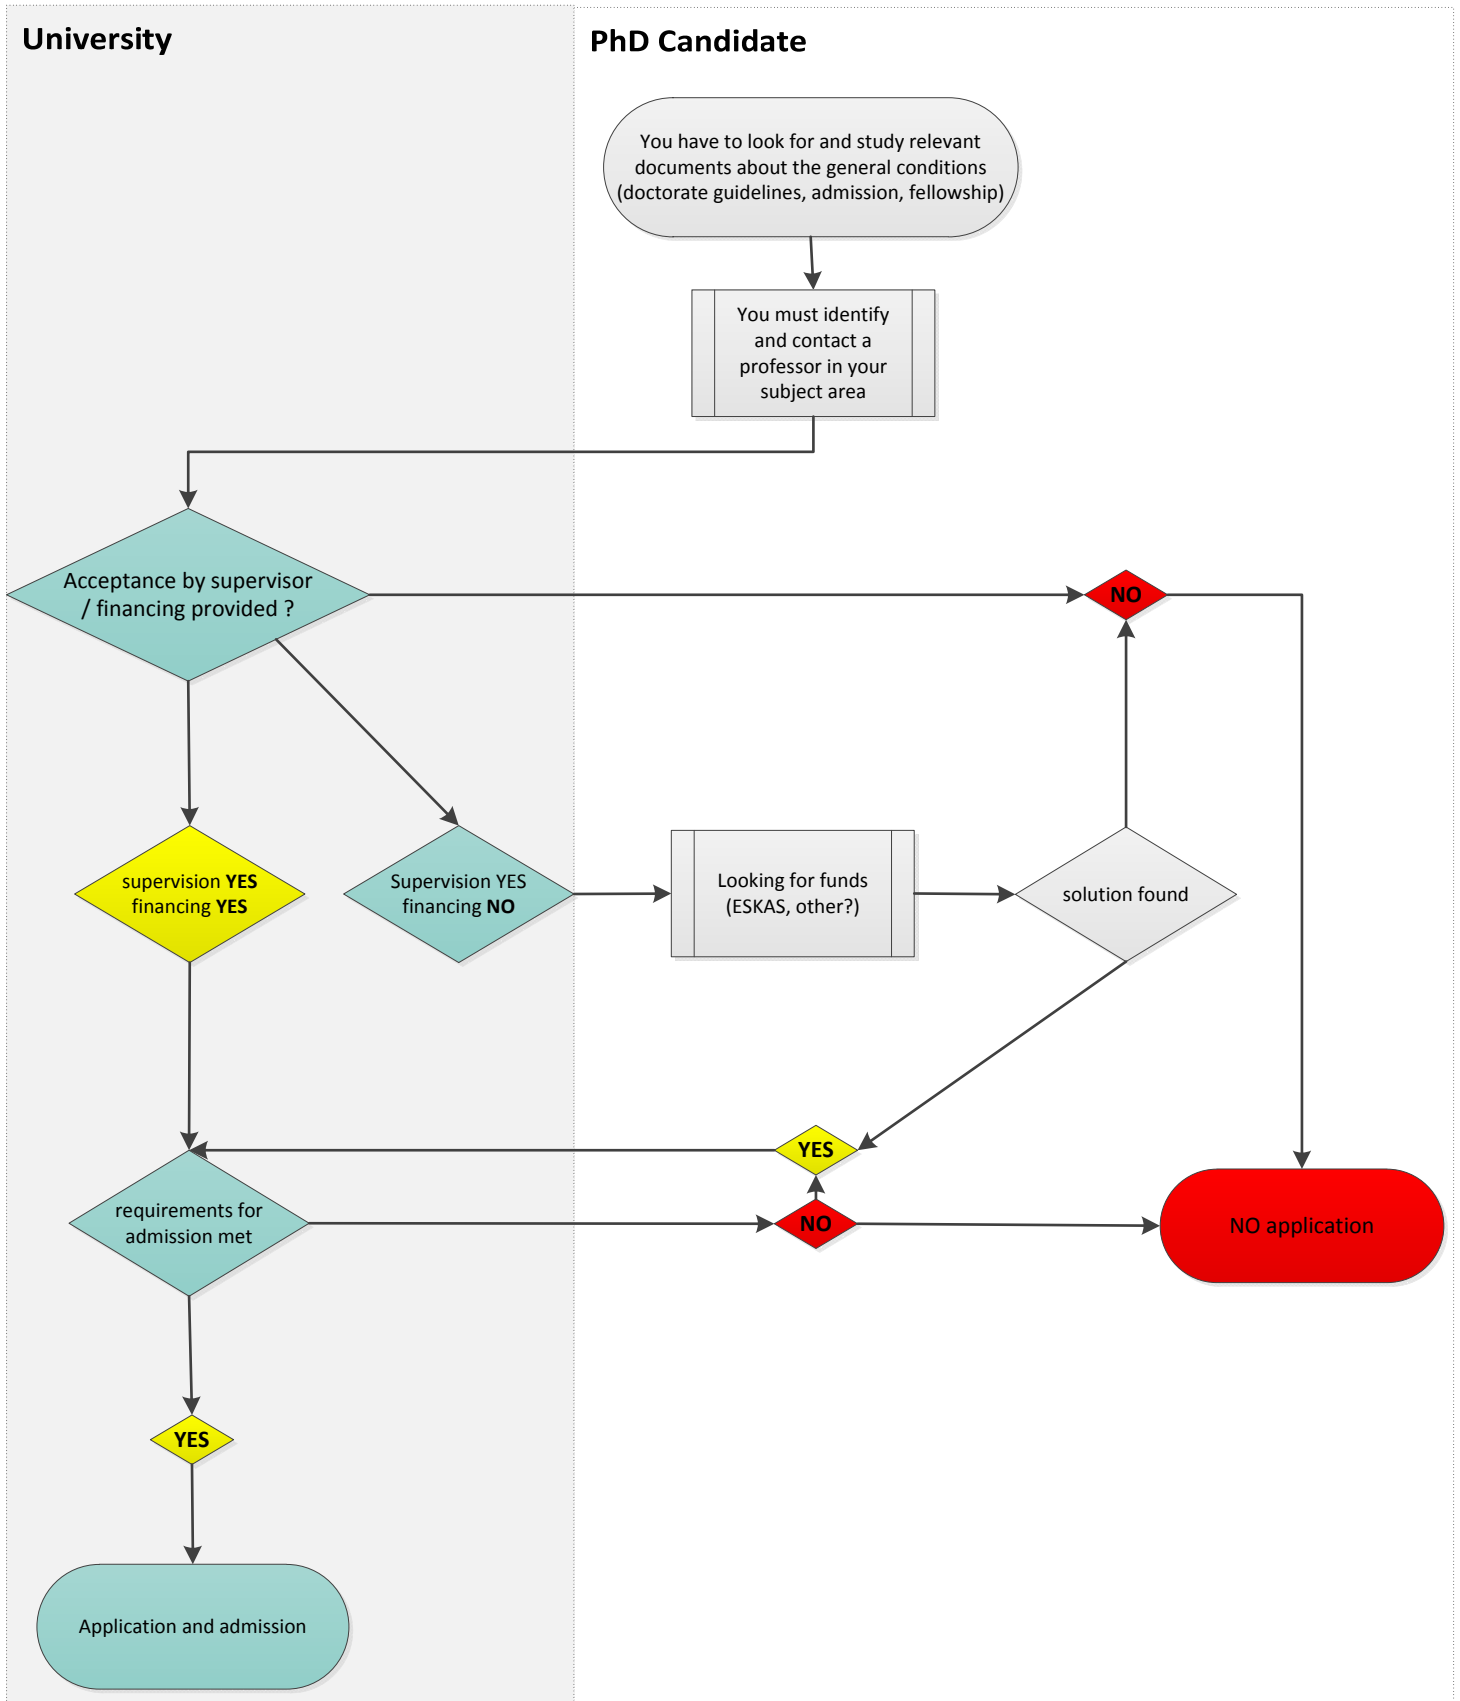 University
PhD Candidate
You have to look for and study relevant
documents about the general conditions
(doctorate guidelines, admission, fellowship)
You must identify
and contact a
professor in your
subject area
Acceptance by supervisor
/ financing provided ?
NO
supervision YES
financing YES
Supervision YES
financing NO
Looking for funds
(ESKAS, other?)
solution found
YES
requirements for
admission met
NO
NO application
YES
Application and admission